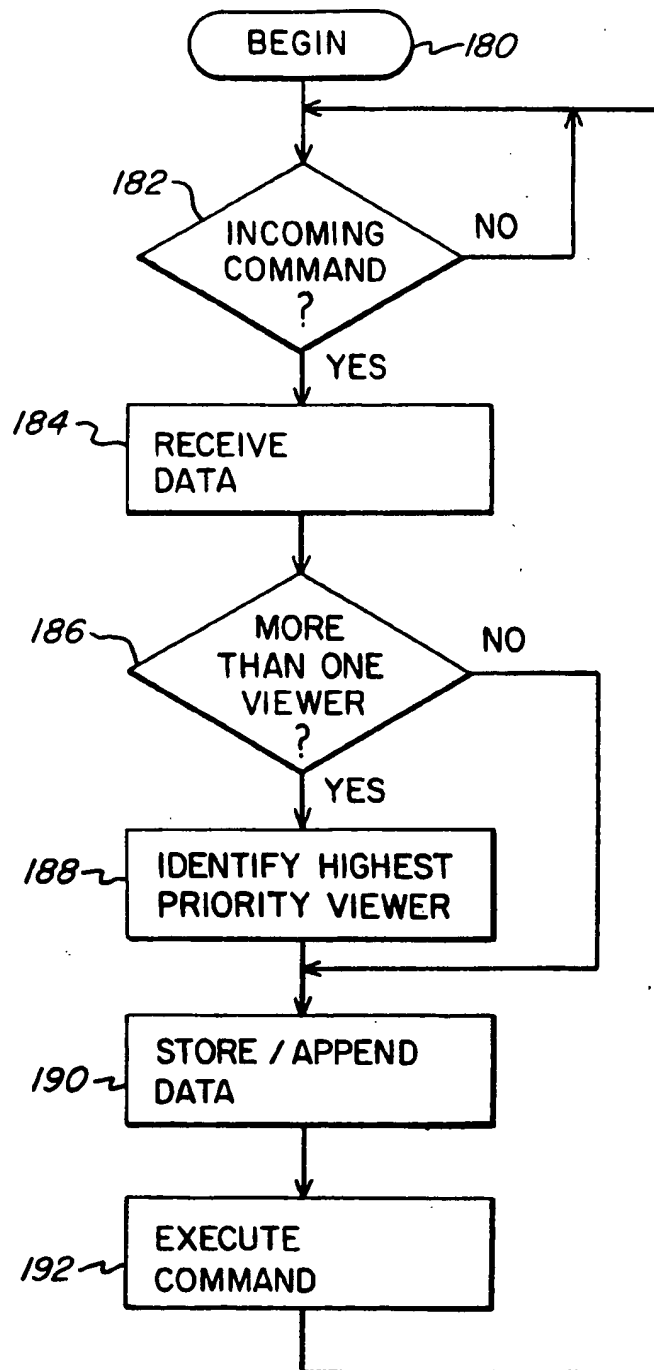 BEGIN
180
182
INCOMING
COMMAND
?
NO
YES
184
RECEIVE
DATA
186
MORE
THAN ONE
VIEWER
?
NO
YES
188
IDENTIFY HIGHEST
PRIORITY VIEWER
190
STORE / APPEND
DATA
192
EXECUTE
COMMAND